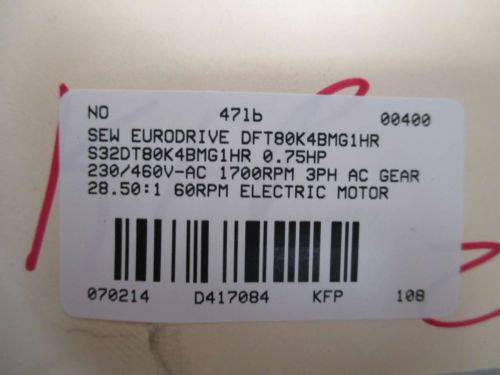 NO 47lb 00400
SEW EURODRIVE DFT80K4BMG1HR
S32DT80K4BMG1HR 0.75HP
230/460V-AC 1700RPM 3PH AC GEAR
28.50:1 60RPM ELECTRIC MOTOR
070214 D417084 KFP 108